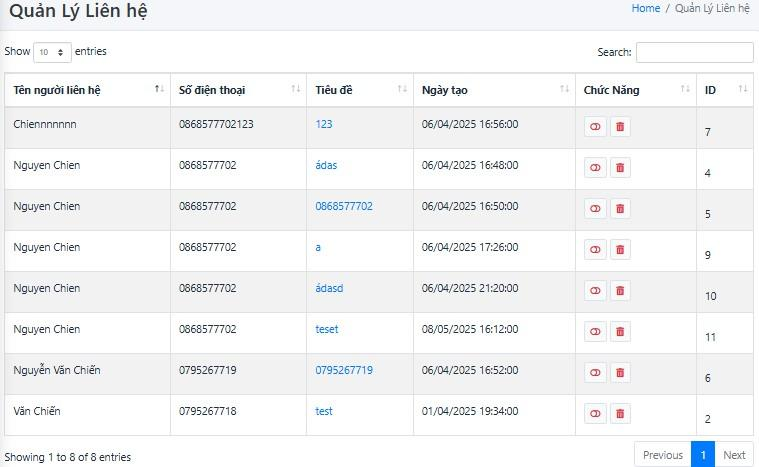 Quản Lý Liên hệ
Home / Quản Lý Liên hệ
Show 10 entries
Search:
Tên người liên hệ Số điện thoại Tiêu đề Ngày tạo Chức Năng ID
Chiennnnnnn 0868577702123 123 06/04/2025 16:56:00 7
Nguyen Chien 0868577702 ádas 06/04/2025 16:48:00 4
Nguyen Chien 0868577702 0868577702 06/04/2025 16:50:00 5
Nguyen Chien 0868577702 a 06/04/2025 17:26:00 9
Nguyen Chien 0868577702 ádasd 06/04/2025 21:20:00 10
Nguyen Chien 0868577702 teset 08/05/2025 16:12:00 11
Nguyễn Văn Chiến 0795267719 0795267719 06/04/2025 16:52:00 6
Văn Chiến 0795267718 test 01/04/2025 19:34:00 2
Showing 1 to 8 of 8 entries
Previous 1 Next